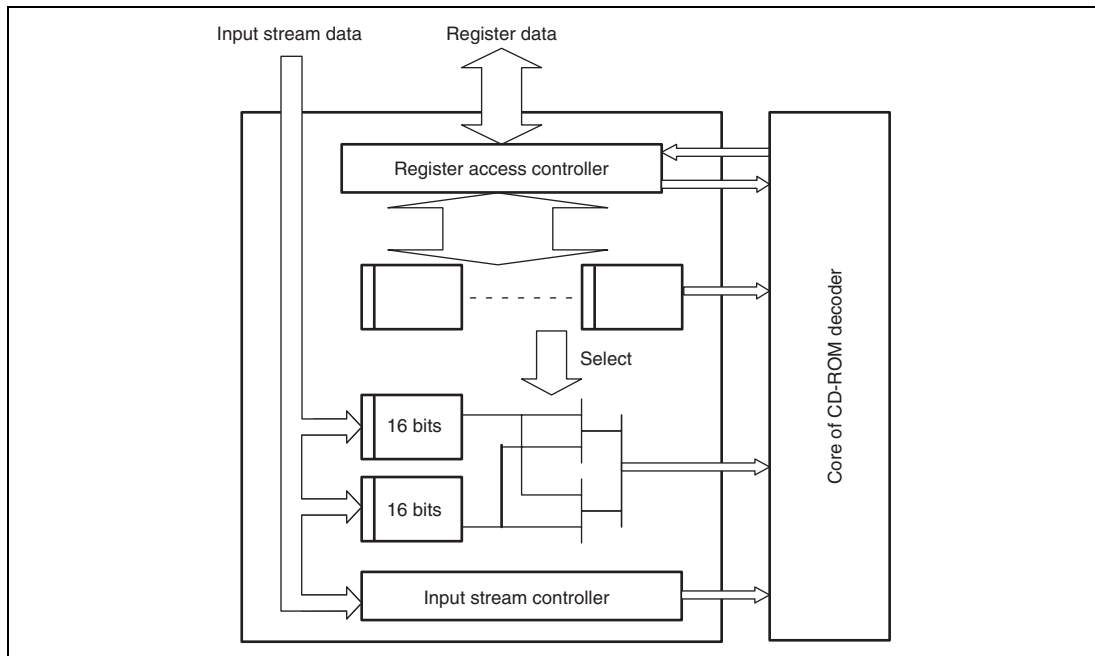 Input stream data
Register data
Register access controller
Select
16 bits
16 bits
Input stream controller
Core of CD-ROM decoder